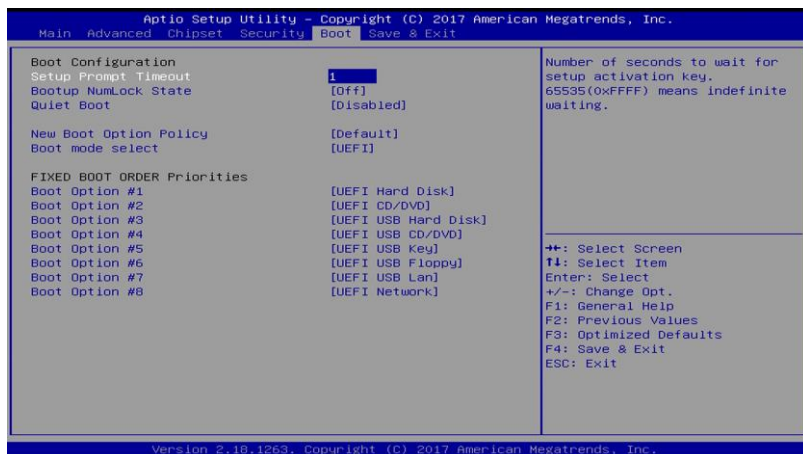 Aptio Setup Utility – Copyright (C) 2017 American Megatrends, Inc.
Main Advanced Chipset Security Boot Save & Exit
Boot Configuration
Setup Prompt Timeout 1
Bootup NumLock State [Off]
Quiet Boot [Disabled]
New Boot Option Policy [Default]
Boot mode select [UEFI]
FIXED BOOT ORDER Priorities
Boot Option #1 [UEFI Hard Disk]
Boot Option #2 [UEFI CD/DVD]
Boot Option #3 [UEFI USB Hard Disk]
Boot Option #4 [UEFI USB CD/DVD]
Boot Option #5 [UEFI USB Key]
Boot Option #6 [UEFI USB Floppy]
Boot Option #7 [UEFI USB Lan]
Boot Option #8 [UEFI Network]
Number of seconds to wait for
setup activation key.
65535(0xFFFF) means indefinite
waiting.
→←: Select Screen
↑↓: Select Item
Enter: Select
+/-: Change Opt.
F1: General Help
F2: Previous Values
F3: Optimized Defaults
F4: Save & Exit
ESC: Exit
Version 2.18.1263. Copyright (C) 2017 American Megatrends, Inc.